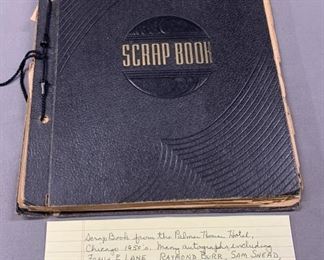 SCRAP BOOK
Scrap Book from the Palmer House Hotel,
Chicago 1950's. Many autographs including
LANE RAYMOND BURR, SAM SNEAD,